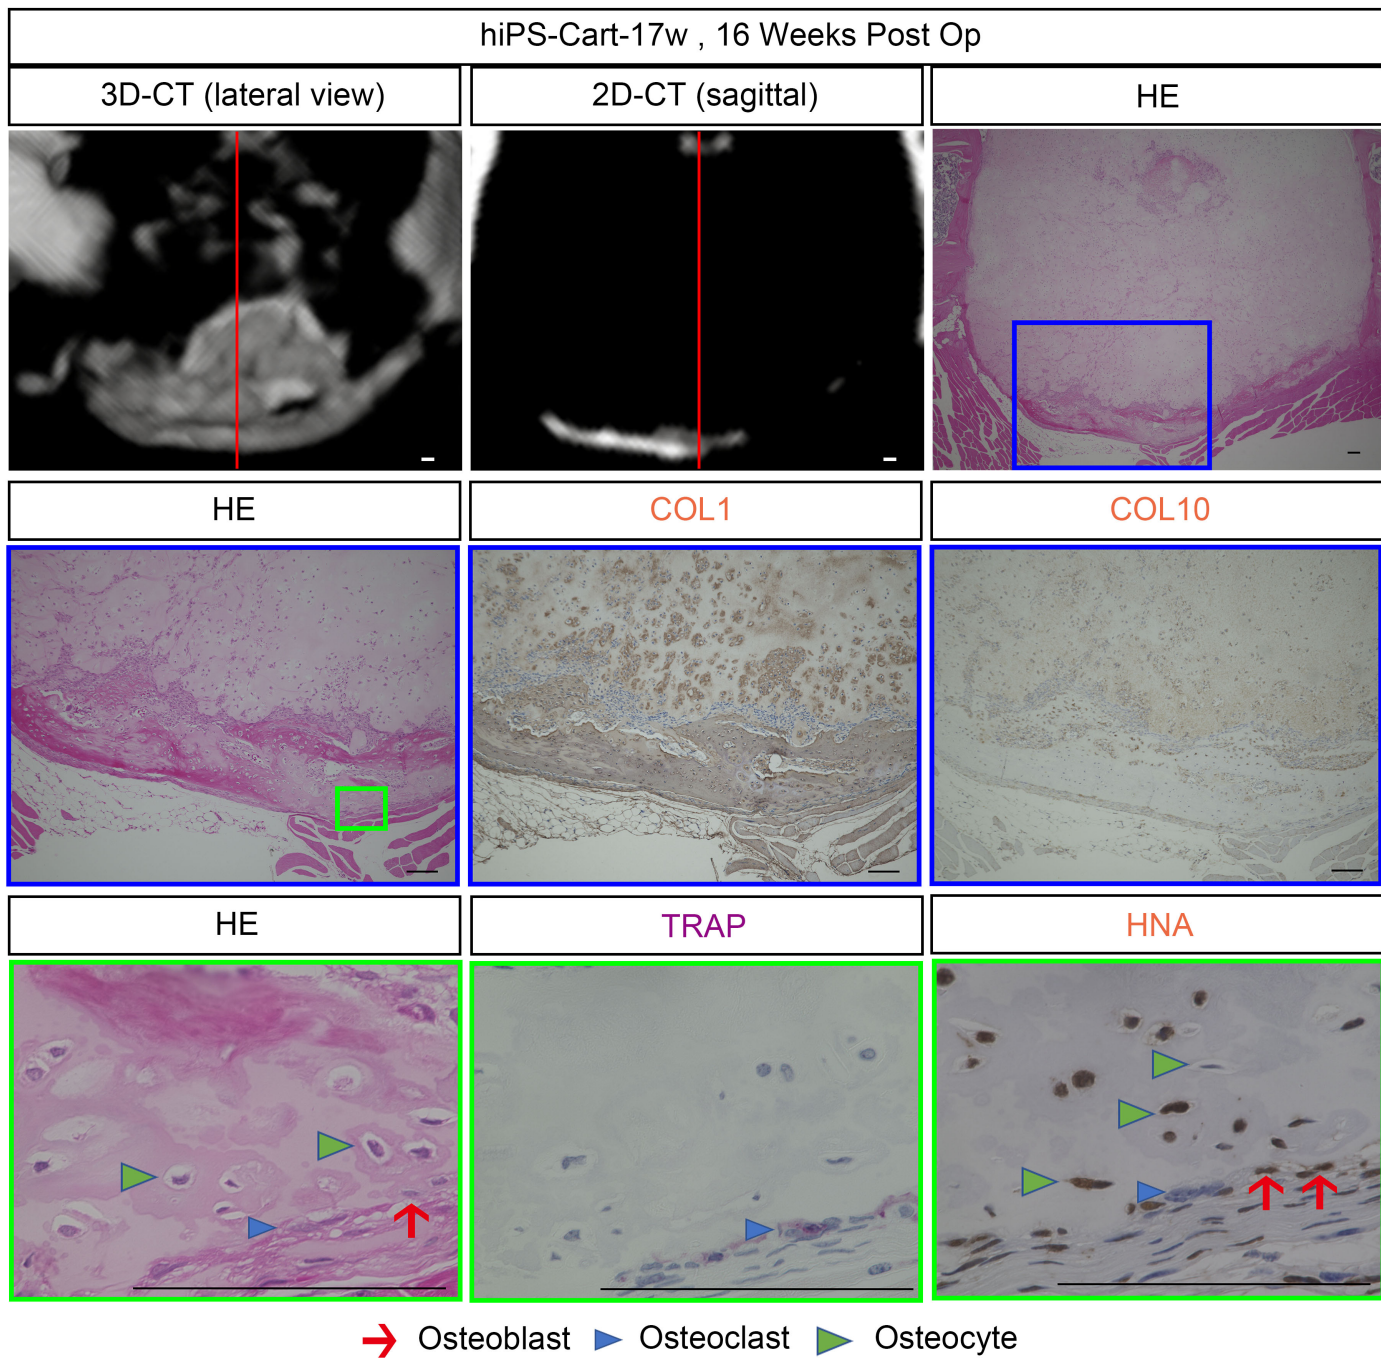 hiPS-Cart-17w , 16 Weeks Post Op
3D-CT (lateral view)
2D-CT (sagittal)
HE
HE
COL1
COL10
HE
TRAP
HNA
Osteoblast
Osteoclast
Osteocyte